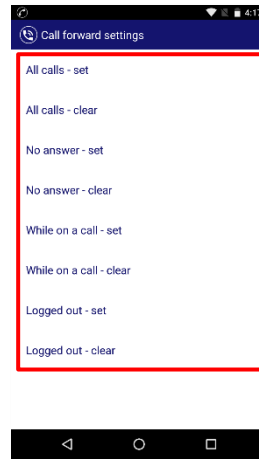 4:17
Call forward settings
All calls - set
All calls - clear
No answer - set
No answer - clear
While on a call - set
While on a call - clear
Logged out - set
Logged out - clear